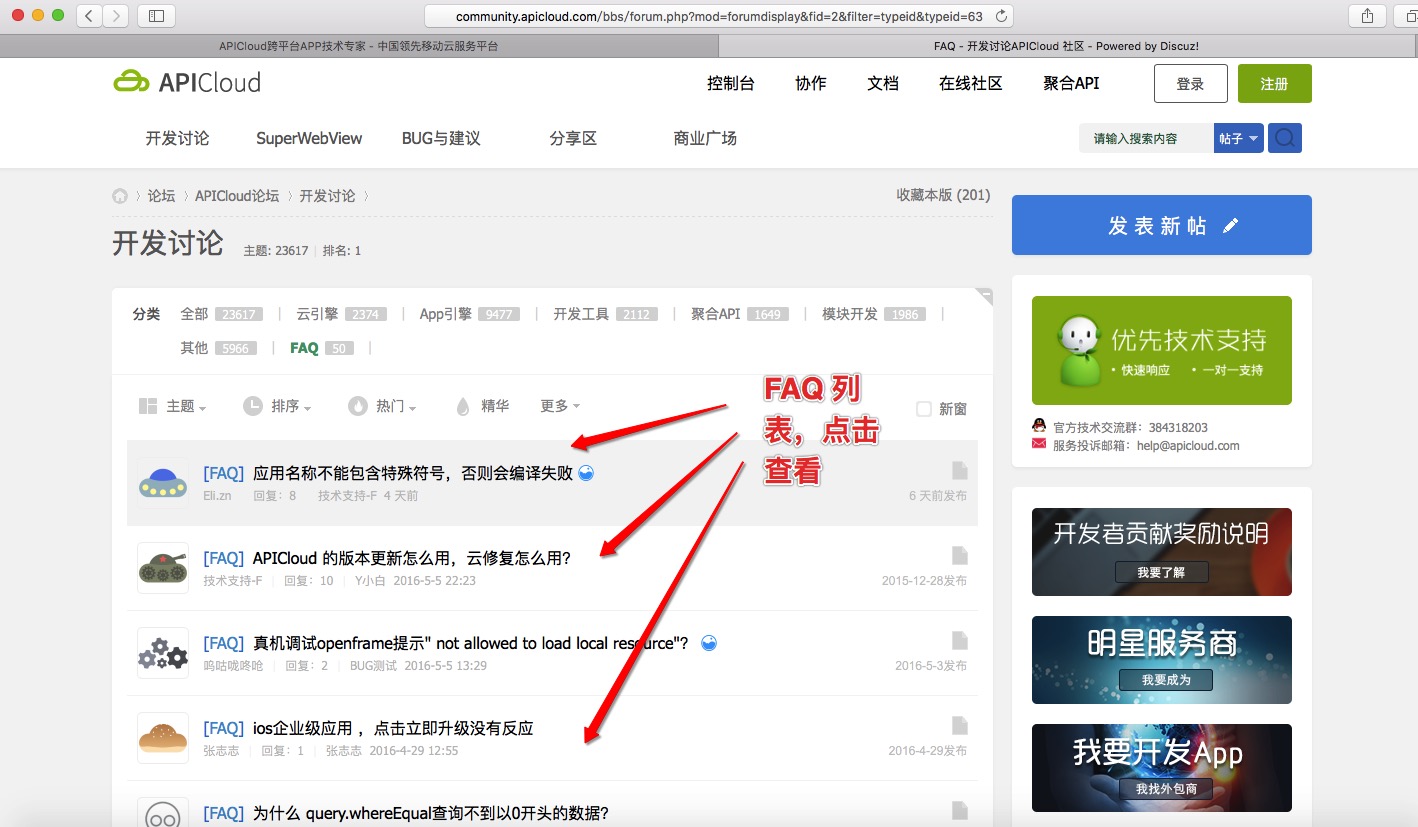 community.apicloud.com/bbs/forum.php?mod=forumdisplay&fid=2&filter=typeid&typeid=63
APICloud跨平台APP技术专家 - 中国领先移动云服务平台
FAQ - 开发讨论APICloud 社区 - Powered by Discuz!
APICloud
控制台 协作 文档 在线社区 聚合API 登录 注册
开发讨论 SuperWebView BUG与建议 分享区 商业广场
请输入搜索内容 帖子
论坛 〉 APICloud论坛 〉 开发讨论 〉
收藏本版 (201)
发表新帖
开发讨论 主题: 23617 | 排名: 1
分类 全部 23617 | 云引擎 2374 | App引擎 9477 | 开发工具 2112 | 聚合API 1649 | 模块开发 1986 |
其他 5966 | FAQ 50 |
优先技术支持
• 快速响应 • 一对一支持
主题 排序 热门 精华 更多 新窗
FAQ 列
表，点击
查看
官方技术交流群：384318203
服务投诉邮箱：help@apicloud.com
[FAQ] 应用名称不能包含特殊符号，否则会编译失败
Eli.zn 回复：8 技术支持-F 4 天前 6 天前发布
[FAQ] APICloud 的版本更新怎么用，云修复怎么用?
技术支持-F | 回复：10 | Y小白 2016-5-5 22:23 2015-12-28发布
开发者贡献奖励说明
我要了解
[FAQ] 真机调试openframe提示" not allowed to load local resource"?
呜咕咙咚呛 | 回复：2 | BUG测试 2016-5-5 13:29 2016-5-3发布
明星服务商
我要成为
[FAQ] ios企业级应用 ，点击立即升级没有反应
张志志 | 回复：1 | 张志志 2016-4-29 12:55 2016-4-29发布
我要开发App
我找外包商
[FAQ] 为什么 query.whereEqual查询不到以0开头的数据?